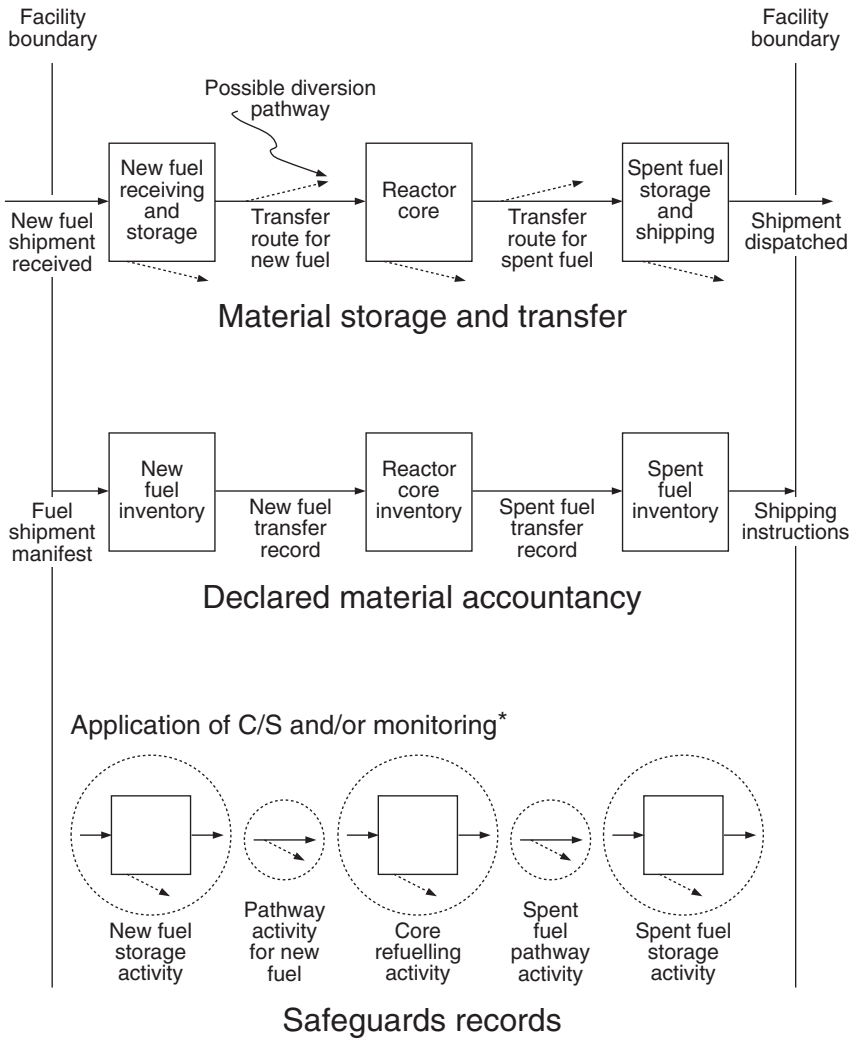 Facility
boundary
Facility
boundary
Possible diversion
pathway
New fuel
receiving
and
storage
Reactor
core
Spent fuel
storage
and
shipping
New fuel
shipment
received
Transfer
route for
new fuel
Transfer
route for
spent fuel
Shipment
dispatched
Material storage and transfer
New
fuel
inventory
Reactor
core
inventory
Spent
fuel
inventory
Fuel
shipment
manifest
New fuel
transfer
record
Spent fuel
transfer
record
Shipping
instructions
Declared material accountancy
Application of C/S and/or monitoring*
New fuel
storage
activity
Pathway
activity
for new
fuel
Core
refuelling
activity
Spent
fuel
pathway
activity
Spent fuel
storage
activity
Safeguards records